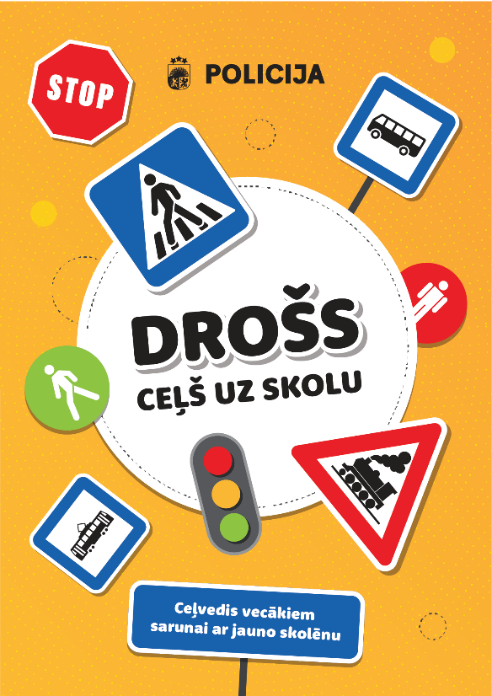 STOP
POLICIJA
DROŠS
CEĻŠ UZ SKOLU
Ceļvedis vecākiem
sarunai ar jauno skolēnu